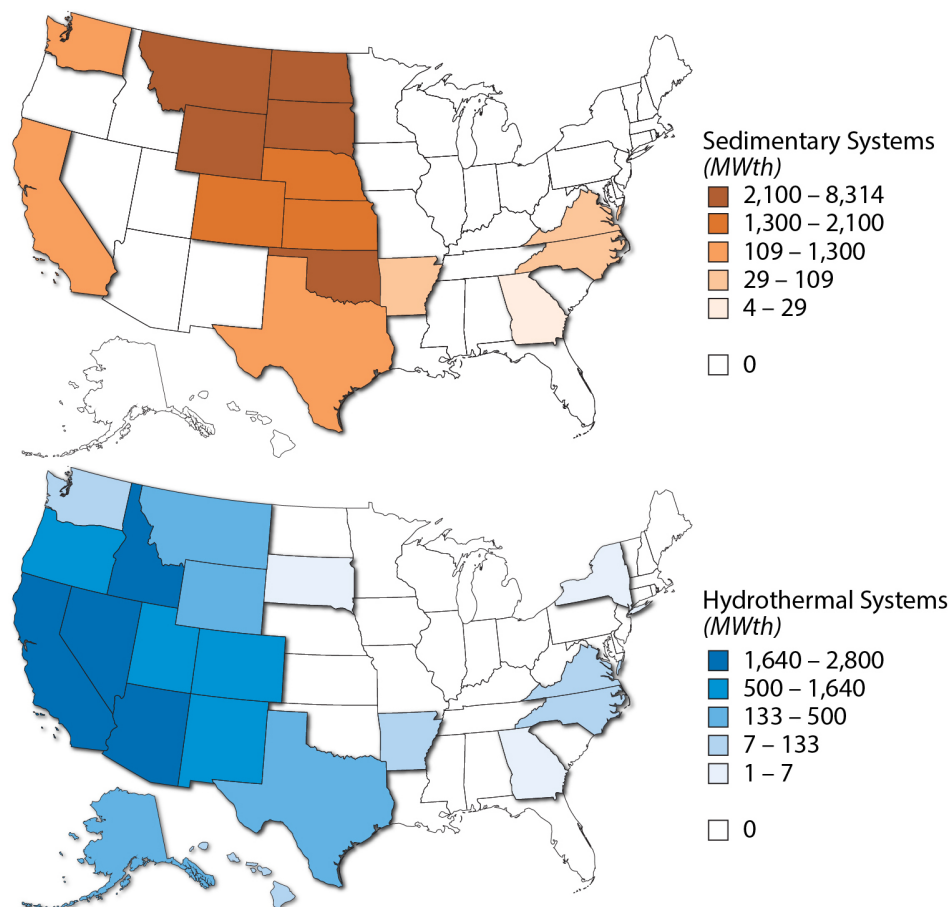 Sedimentary Systems
(MWth)
2,100 – 8,314
1,300 – 2,100
109 – 1,300
29 – 109
4 – 29
0
Hydrothermal Systems
(MWth)
1,640 – 2,800
500 – 1,640
133 – 500
7 – 133
1 – 7
0